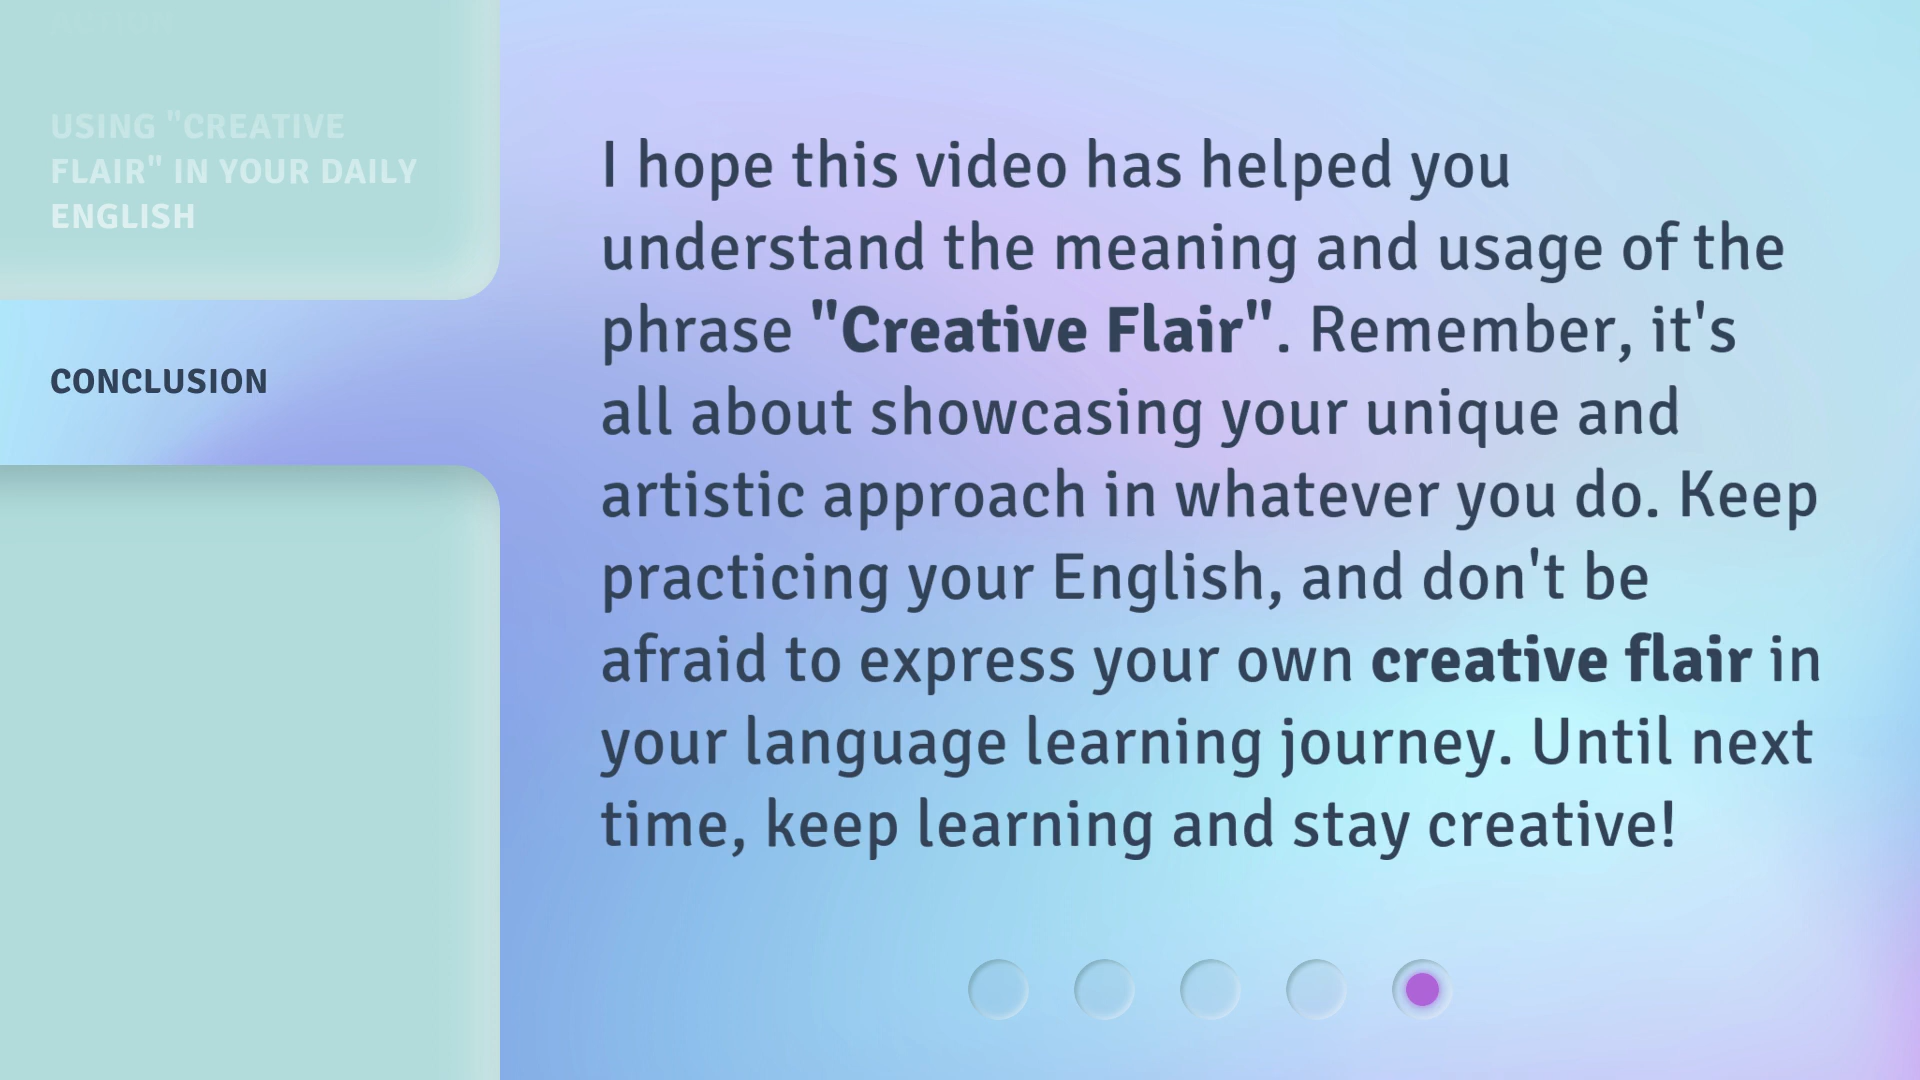 ACTION
USING "CREATIVE
FLAIR" IN YOUR DAILY
ENGLISH
CONCLUSION
I hope this video has helped you
understand the meaning and usage of the
phrase "Creative Flair". Remember, it's
all about showcasing your unique and
artistic approach in whatever you do. Keep
practicing your English, and don't be
afraid to express your own creative flair in
your language learning journey. Until next
time, keep learning and stay creative!